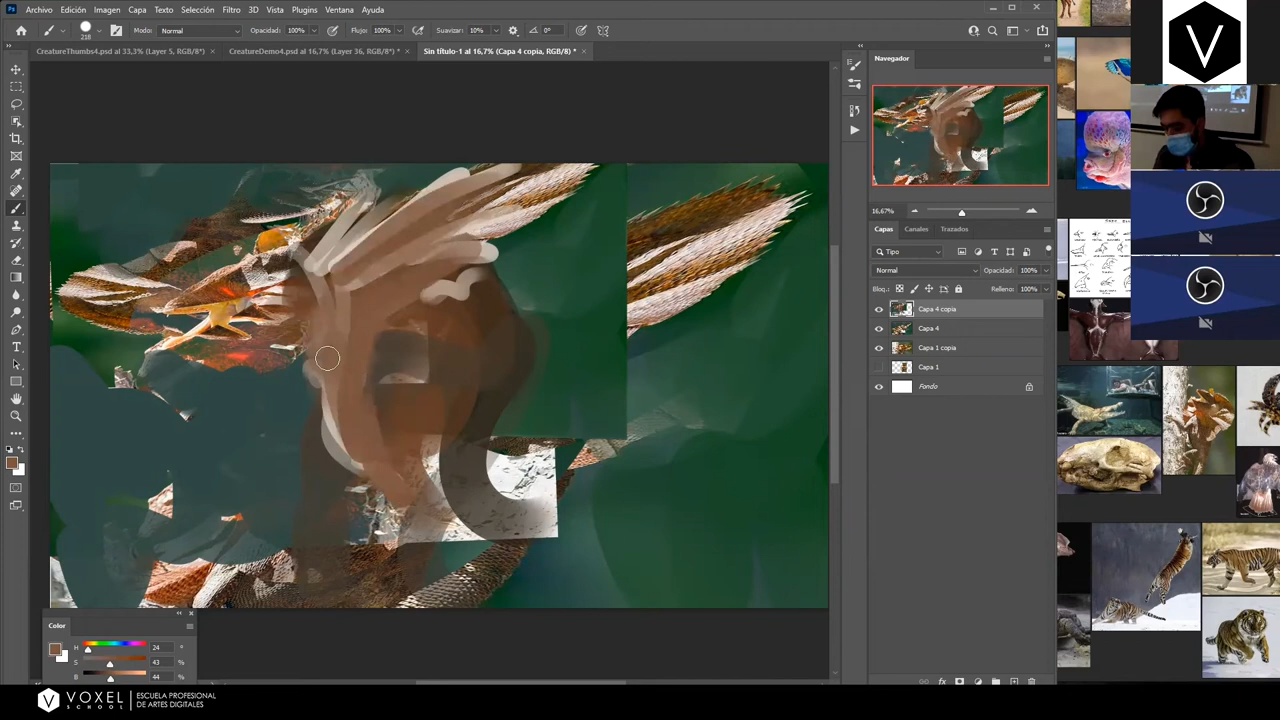 Ps Archivo Edición Imagen Capa Texto Selección Filtro 3D Vista Plugins Ventana Ayuda
218 Modo: Normal Opacidad: 100% Flujo: 100% Suavizar: 10% 0°
CreatureThumbs4.psd al 33,3% (Layer 5, RGB/8*) × CreatureDemo4.psd al 16,7% (Layer 36, RGB/8*) * × Sin título-1 al 16,7% (Capa 4 copia, RGB/8) * ×
Navegador
16,67%
Capas Canales Trazados
Tipo
Normal Opacidad: 100%
Bloq.: Relleno: 100%
Capa 4 copia
Capa 4
Capa 1 copia
Capa 1
Fondo
Color
H 24 °
S 43 %
B 44 %
V
VOXEL SCHOOL
ESCUELA PROFESIONAL
DE ARTES DIGITALES